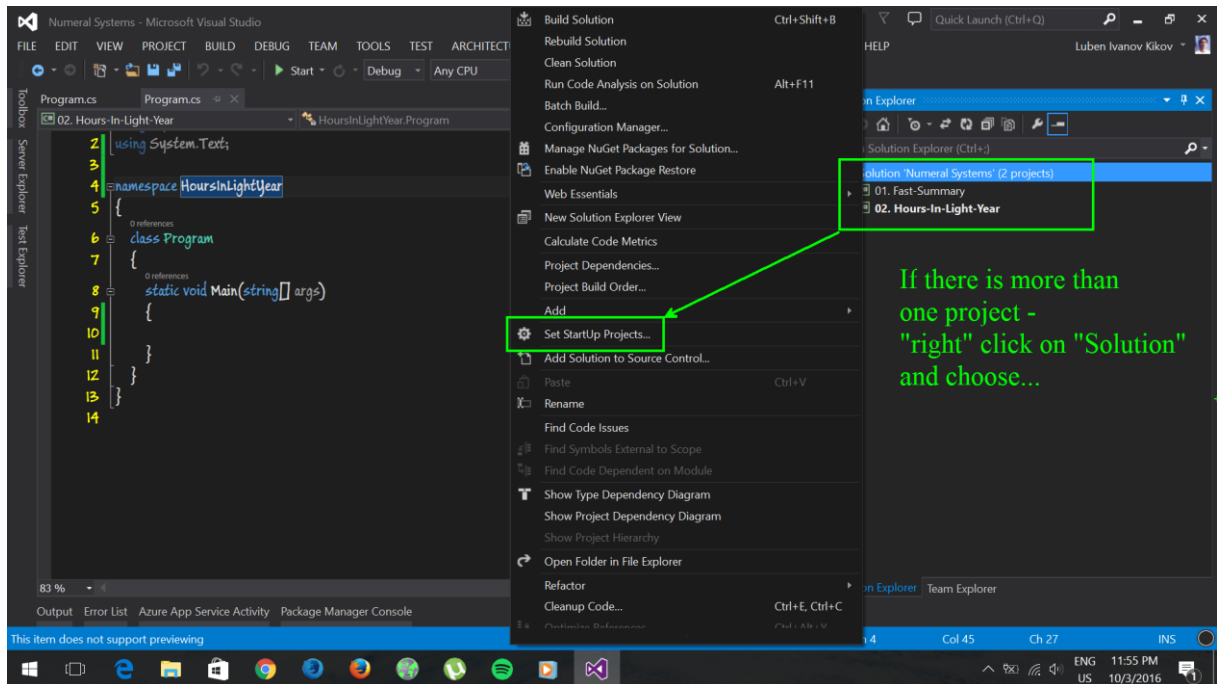 Numeral Systems - Microsoft Visual Studio
Quick Launch (Ctrl+Q)
FILE EDIT VIEW PROJECT BUILD DEBUG TEAM TOOLS TEST ARCHITECT
HELP
Luben Ivanov Kikov
Start
Debug
Any CPU
Toolbox
Server Explorer
Test Explorer
Program.cs
Program.cs
02. Hours-In-Light-Year
HoursInLightYear.Program
2 using System.Text;
3
4 namespace HoursInLightYear
5 {
0 references
6 class Program
7 {
0 references
8 static void Main(string[] args)
9 {
10
11 }
12 }
13 }
14
83 %
Output Error List Azure App Service Activity Package Manager Console
This item does not support previewing
Build Solution Ctrl+Shift+B
Rebuild Solution
Clean Solution
Run Code Analysis on Solution Alt+F11
Batch Build...
Configuration Manager...
Manage NuGet Packages for Solution...
Enable NuGet Package Restore
Web Essentials
New Solution Explorer View
Calculate Code Metrics
Project Dependencies...
Project Build Order...
Add
Set StartUp Projects...
Add Solution to Source Control...
Paste Ctrl+V
Rename
Find Code Issues
Find Symbols External to Scope
Find Code Dependent on Module
Show Type Dependency Diagram
Show Project Dependency Diagram
Show Project Hierarchy
Open Folder in File Explorer
Refactor
Cleanup Code... Ctrl+E, Ctrl+C
on Explorer
Solution Explorer (Ctrl+;)
olution 'Numeral Systems' (2 projects)
01. Fast-Summary
02. Hours-In-Light-Year
If there is more than
one project -
"right" click on "Solution"
and choose...
on Explorer Team Explorer
n 4 Col 45 Ch 27 INS
ENG
US
11:55 PM
10/3/2016
1